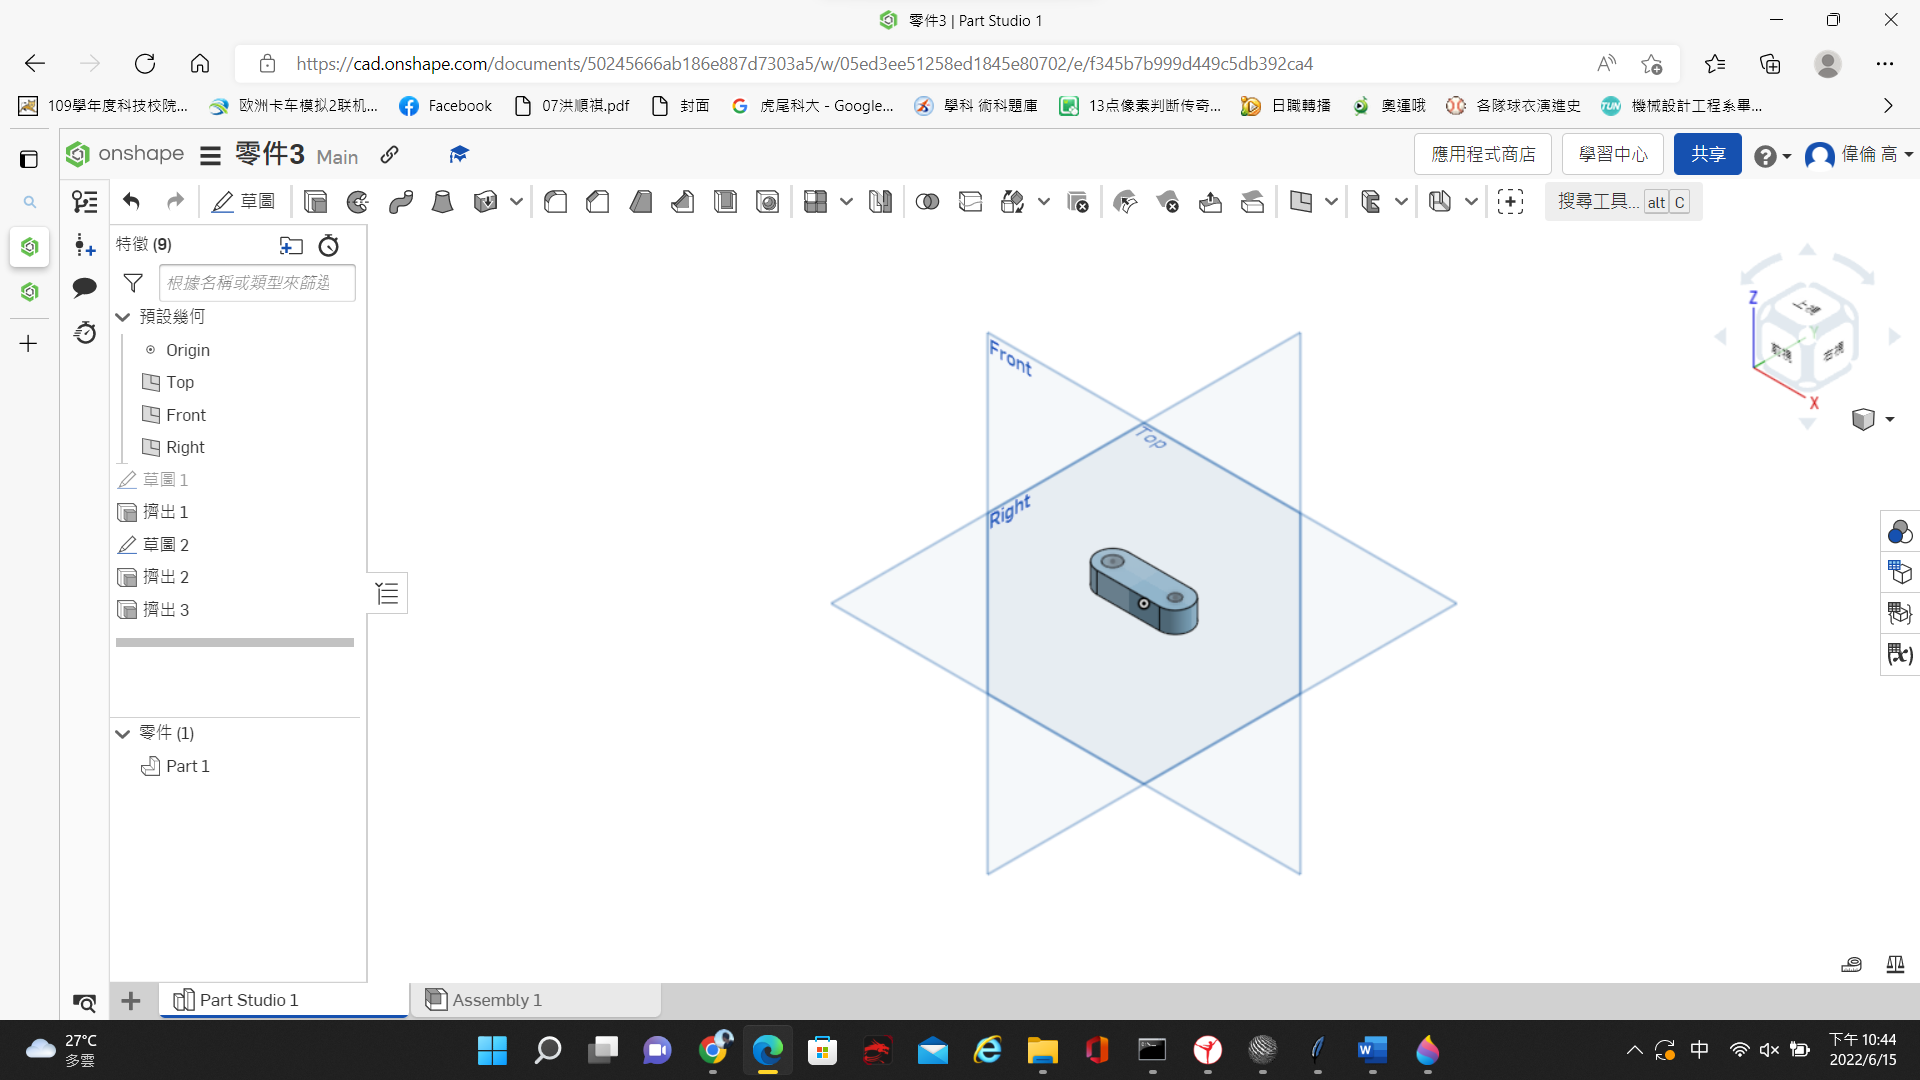 零件3 | Part Studio 1
https://cad.onshape.com/documents/50245666ab186e887d7303a5/w/05ed3ee51258ed1845e80702/e/f345b7b999d449c5db392ca4
109學年度科技校院... 欧洲卡车模拟2联机... Facebook 07洪順祺.pdf 封面 虎尾科大 - Google... 學科 術科題庫 13点像素判断传奇... 日職轉播 奧運哦 各隊球衣演進史 機械設計工程系畢...
onshape 零件3 Main 應用程式商店 學習中心 共享 偉倫 高
草圖 搜尋工具... alt C
特徵 (9)
根據名稱或類型來篩選
預設幾何
Origin
Top
Front
Right
草圖 1
擠出 1
草圖 2
擠出 2
擠出 3
零件 (1)
Part 1
Front
Top
Right
Z
上視
Y
前視
右視
X
Part Studio 1
Assembly 1
27°C
多雲
中
下午 10:44
2022/6/15